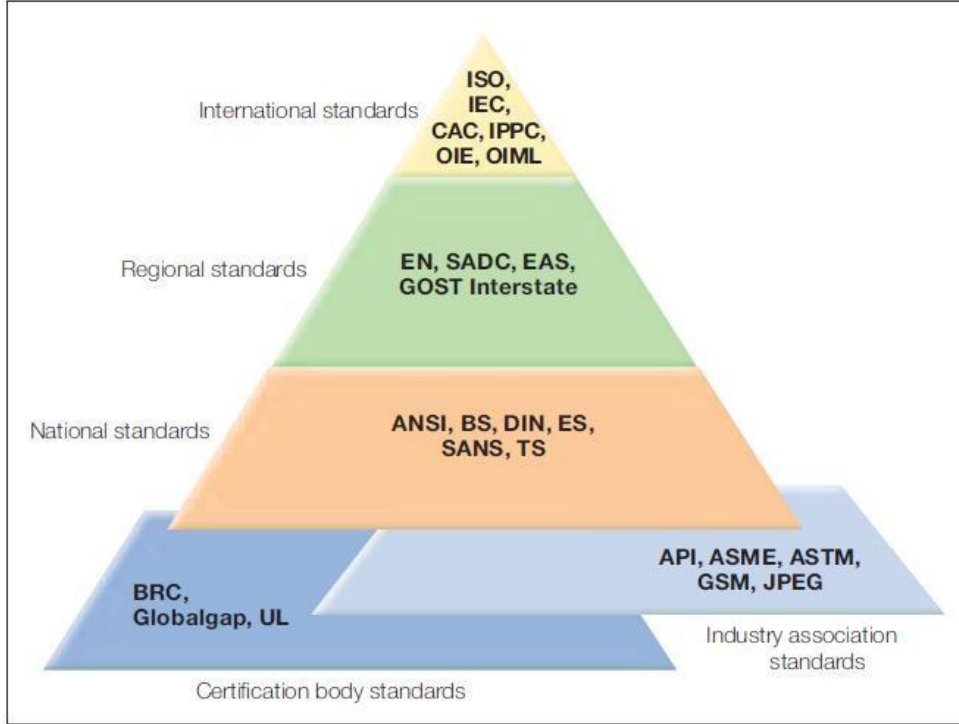 International standards
ISO,
IEC,
CAC, IPPC,
OIE, OIML
Regional standards
EN, SADC, EAS,
GOST Interstate
National standards
ANSI, BS, DIN, ES,
SANS, TS
BRC,
Globalgap, UL
API, ASME, ASTM,
GSM, JPEG
Industry association
standards
Certification body standards